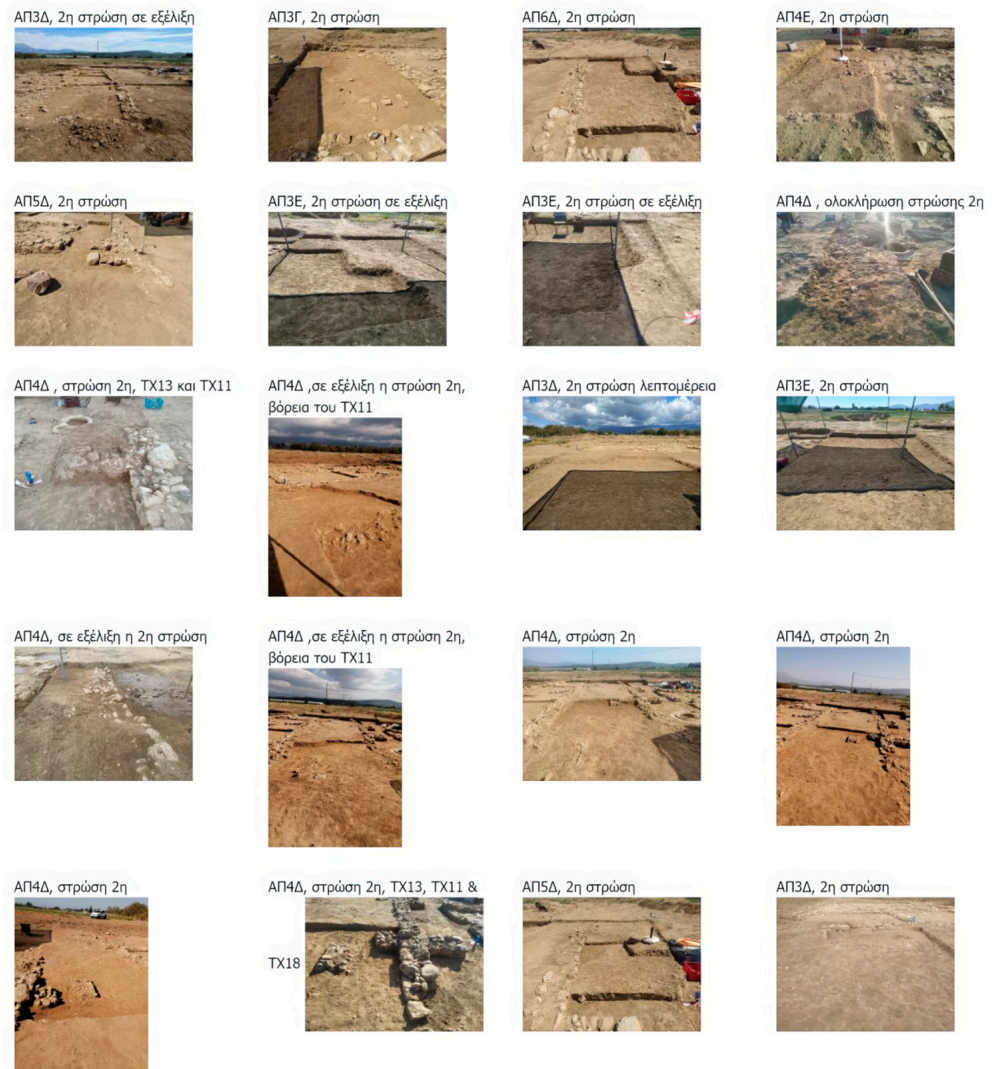 ΑΠ3Δ, 2η στρώση σε εξέλιξη
ΑΠ3Γ, 2η στρώση
ΑΠ6Δ, 2η στρώση
ΑΠ4Ε, 2η στρώση
ΑΠ5Δ, 2η στρώση
ΑΠ3Ε, 2η στρώση σε εξέλιξη
ΑΠ3Ε, 2η στρώση σε εξέλιξη
ΑΠ4Δ , ολοκλήρωση στρώσης 2η
ΑΠ4Δ , στρώση 2η, ΤΧ13 και ΤΧ11
ΑΠ4Δ ,σε εξέλιξη η στρώση 2η,
βόρεια του ΤΧ11
ΑΠ3Δ, 2η στρώση λεπτομέρεια
ΑΠ3Ε, 2η στρώση
ΑΠ4Δ, σε εξέλιξη η 2η στρώση
ΑΠ4Δ ,σε εξέλιξη η στρώση 2η,
βόρεια του ΤΧ11
ΑΠ4Δ, στρώση 2η
ΑΠ4Δ, στρώση 2η
ΑΠ4Δ, στρώση 2η
ΑΠ4Δ, στρώση 2η, ΤΧ13, ΤΧ11 &
ΤΧ18
ΑΠ5Δ, 2η στρώση
ΑΠ3Δ, 2η στρώση